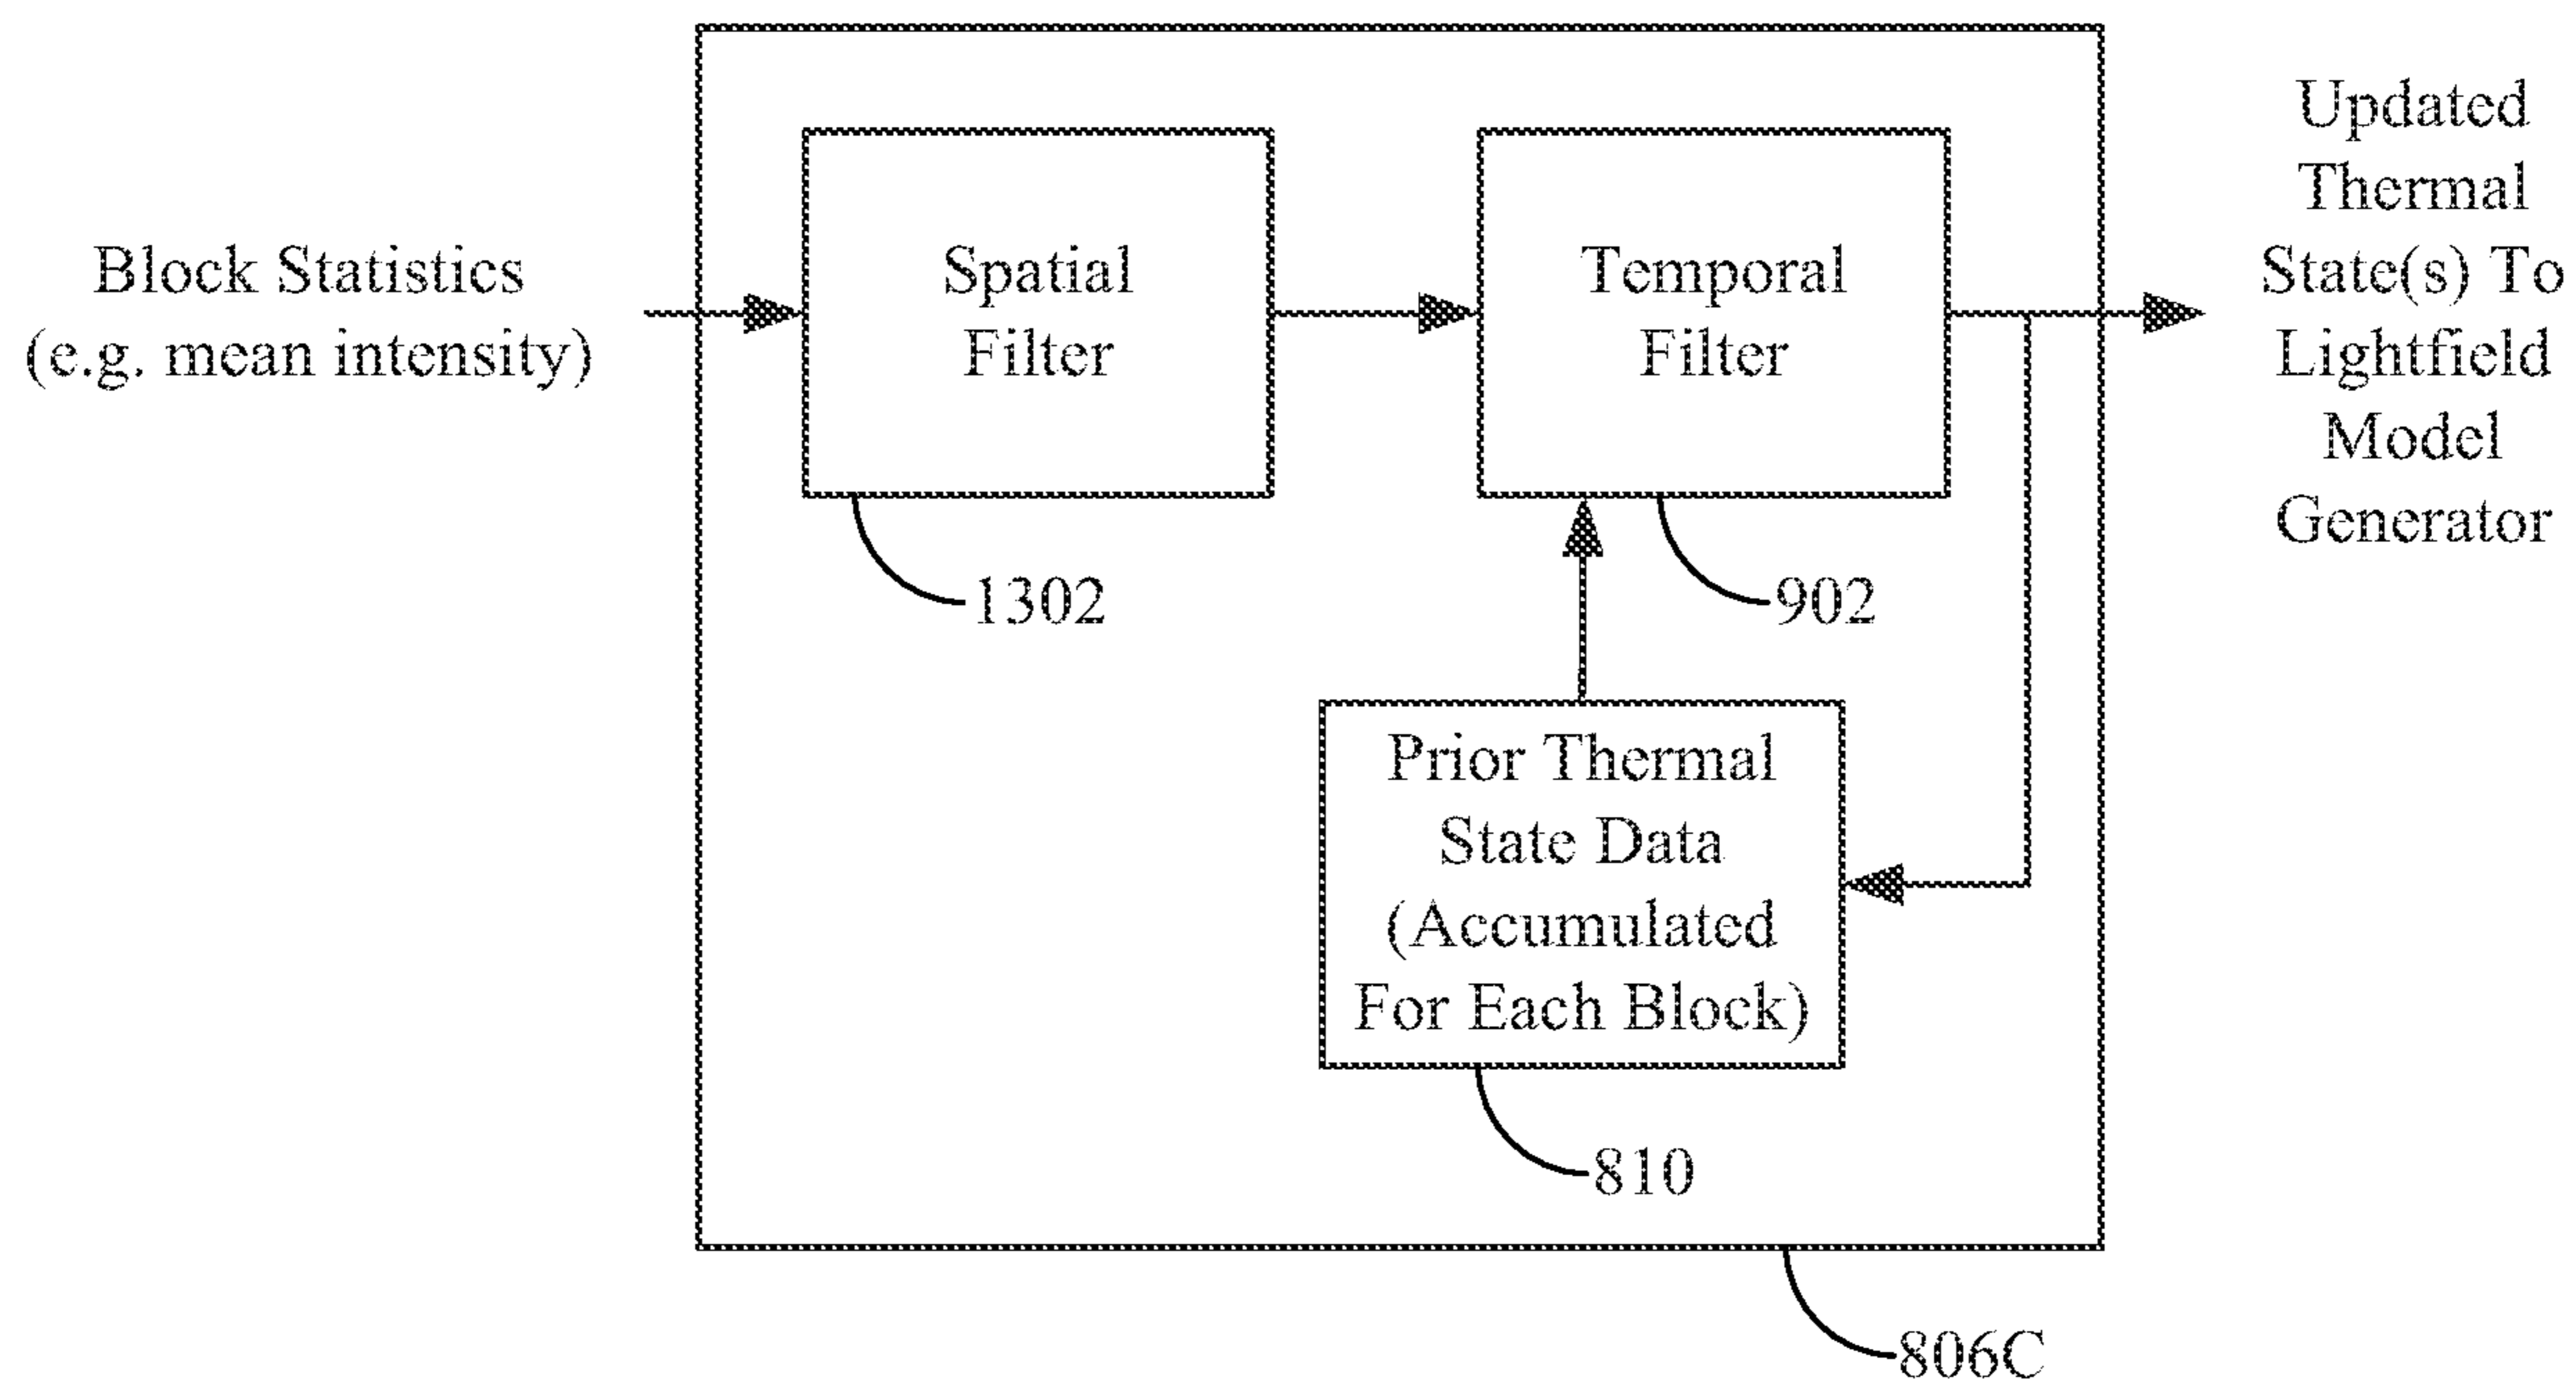 Block Statistics
(e.g. mean intensity)
Spatial
Filter
1302
Temporal
Filter
902
Prior Thermal
State Data
(Accumulated
For Each Block)
810
806C
Updated
Thermal
State(s) To
Lightfield
Model
Generator